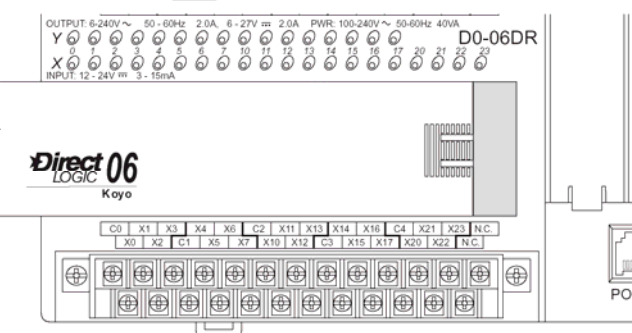 OUTPUT: 6-240V ∿ 50 - 60Hz 2.0A, 6 - 27V ⎓ 2.0A PWR: 100-240V ∿ 50-60Hz 40VA
Y D0-06DR
0 1 2 3 4 5 6 7 10 11 12 13 14 15 16 17 20 21 22 23
X
INPUT: 12 - 24V ⎓ 3 - 15mA
Direct 06
LOGIC
Koyo
C0 X1 X3 X4 X6 C2 X11 X13 X14 X16 C4 X21 X23 N.C.
X0 X2 C1 X5 X7 X10 X12 C3 X15 X17 X20 X22 N.C.
PO